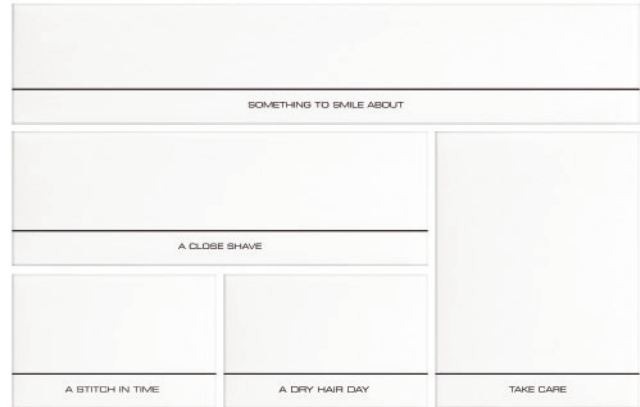 SOMETHING TO SMILE ABOUT
A CLOSE SHAVE
A STITCH IN TIME
A DRY HAIR DAY
TAKE CARE